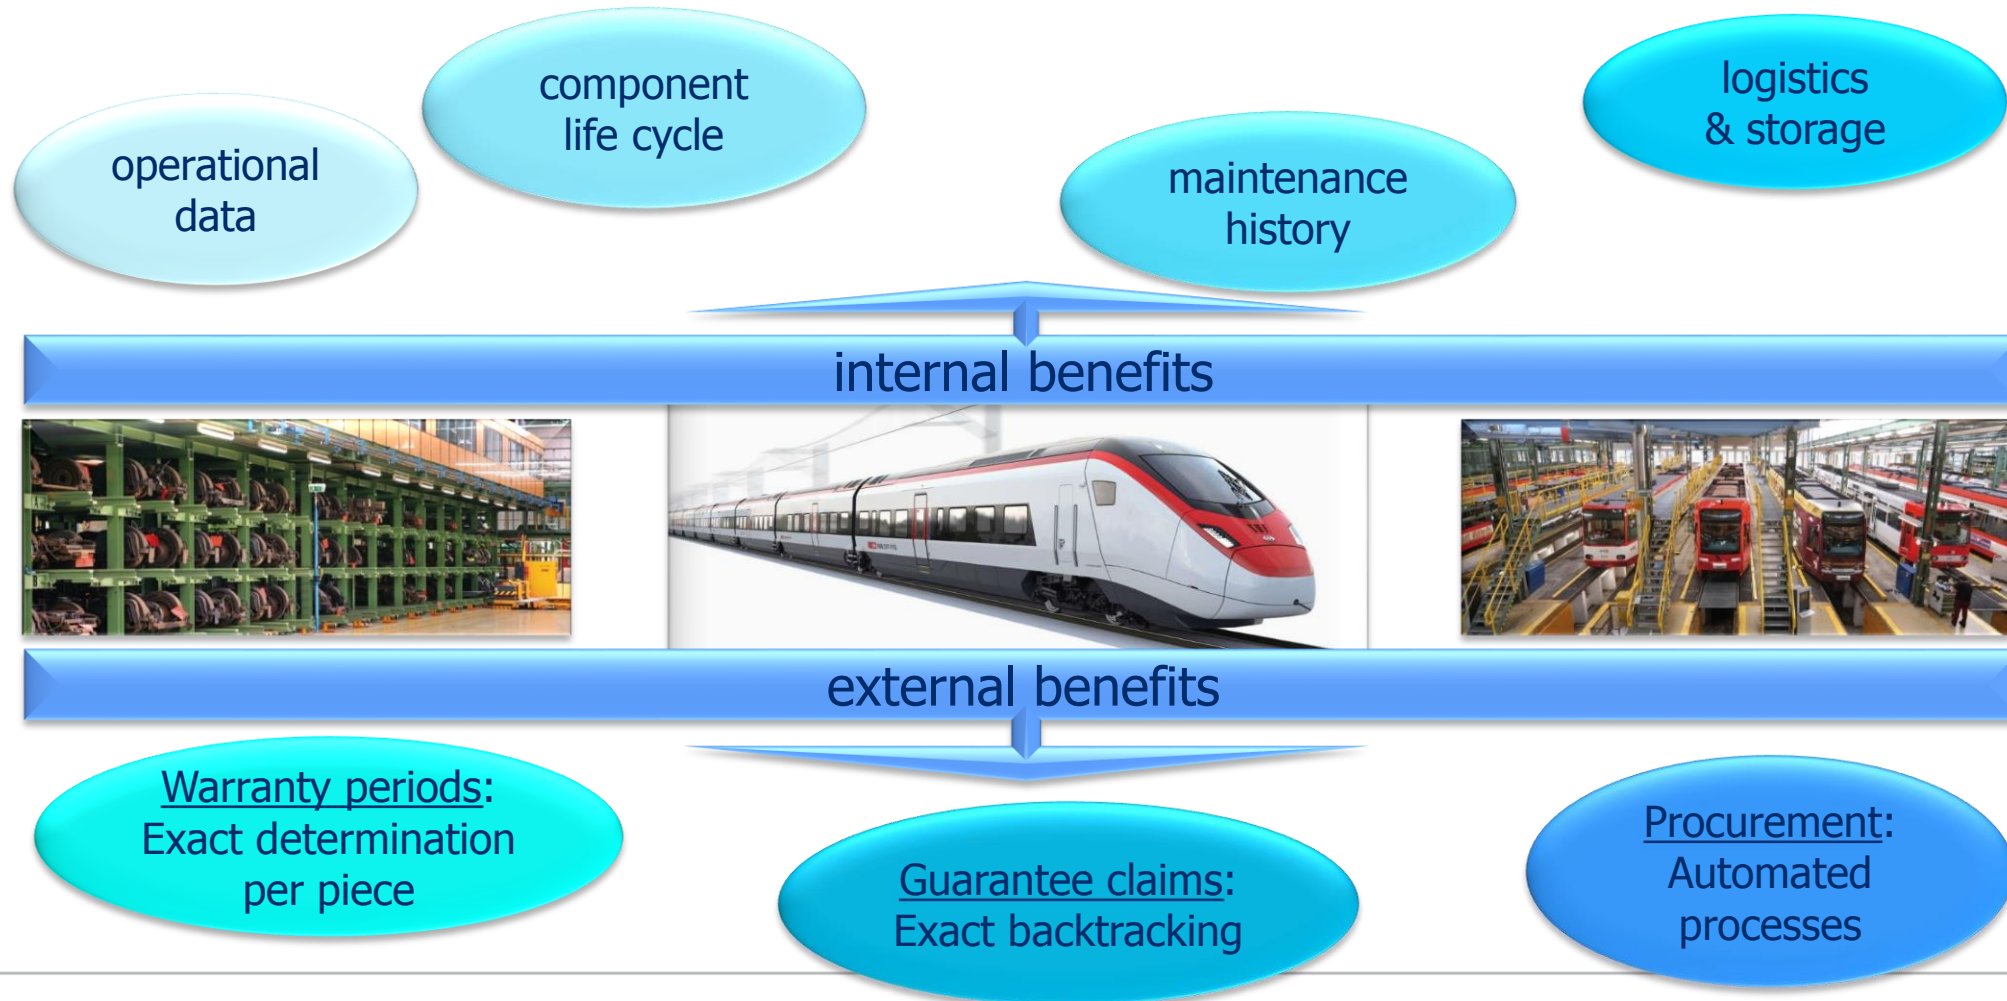 component
life cycle
logistics
& storage
operational
data
maintenance
history
internal benefits
external benefits
Warranty periods:
Exact determination
per piece
Guarantee claims:
Exact backtracking
Procurement:
Automated
processes